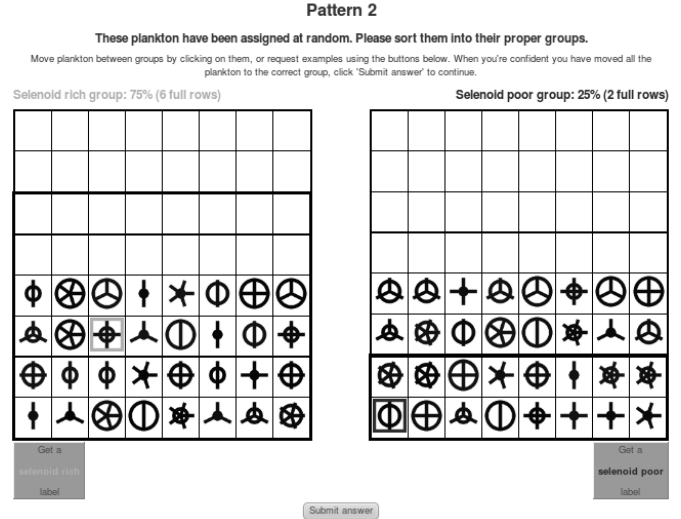 Pattern 2
These plankton have been assigned at random. Please sort them into their proper groups.
Move plankton between groups by clicking on them, or request examples using the buttons below. When you're confident you have moved all the
plankton to the correct group, click 'Submit answer' to continue.
Selenoid rich group: 75% (6 full rows)
Selenoid poor group: 25% (2 full rows)
Get a
selenoid rich
label
Get a
selenoid poor
label
Submit answer